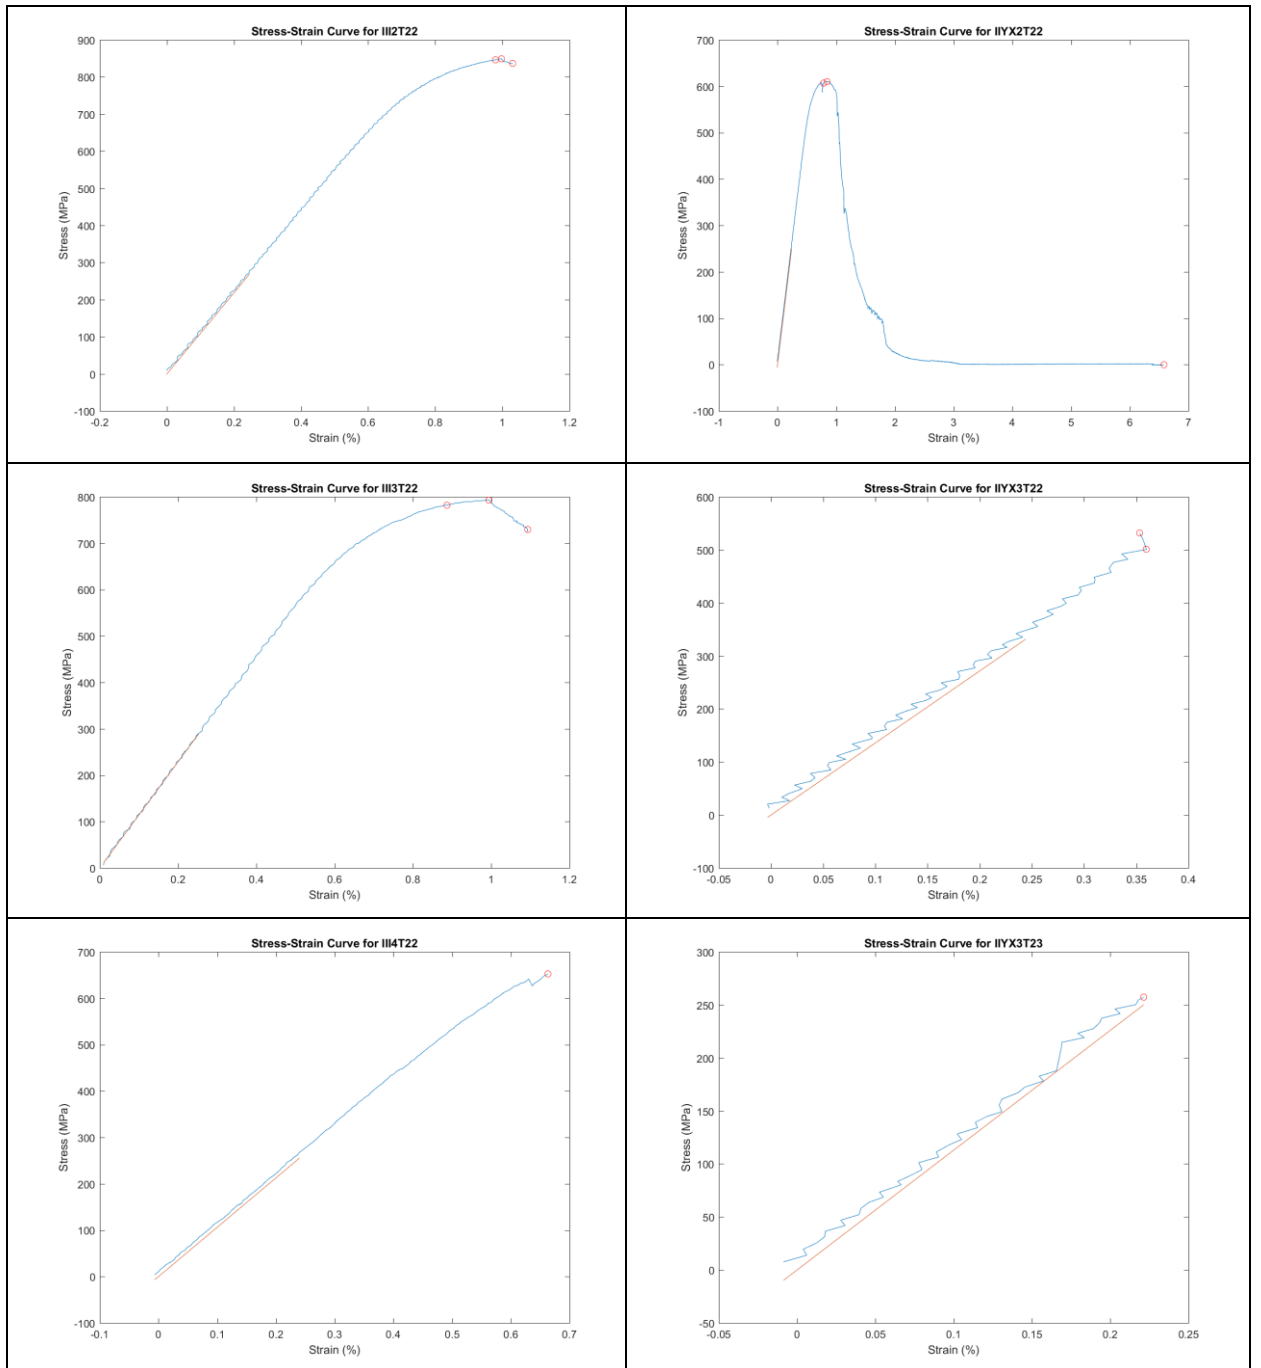 Stress-Strain Curve for III2T22
900
800
700
600
500
400
300
200
100
0
-100
Stress (MPa)
-0.2 0 0.2 0.4 0.6 0.8 1 1.2
Strain (%)
Stress-Strain Curve for IIYX2T22
700
600
500
400
300
200
100
0
-100
Stress (MPa)
-1 0 1 2 3 4 5 6 7
Strain (%)
Stress-Strain Curve for III3T22
800
700
600
500
400
300
200
100
0
Stress (MPa)
0 0.2 0.4 0.6 0.8 1 1.2
Strain (%)
Stress-Strain Curve for IIYX3T22
600
500
400
300
200
100
0
-100
Stress (MPa)
-0.05 0 0.05 0.1 0.15 0.2 0.25 0.3 0.35 0.4
Strain (%)
Stress-Strain Curve for III4T22
700
600
500
400
300
200
100
0
-100
Stress (MPa)
-0.1 0 0.1 0.2 0.3 0.4 0.5 0.6 0.7
Strain (%)
Stress-Strain Curve for IIYX3T23
300
250
200
150
100
50
0
-50
Stress (MPa)
-0.05 0 0.05 0.1 0.15 0.2 0.25
Strain (%)